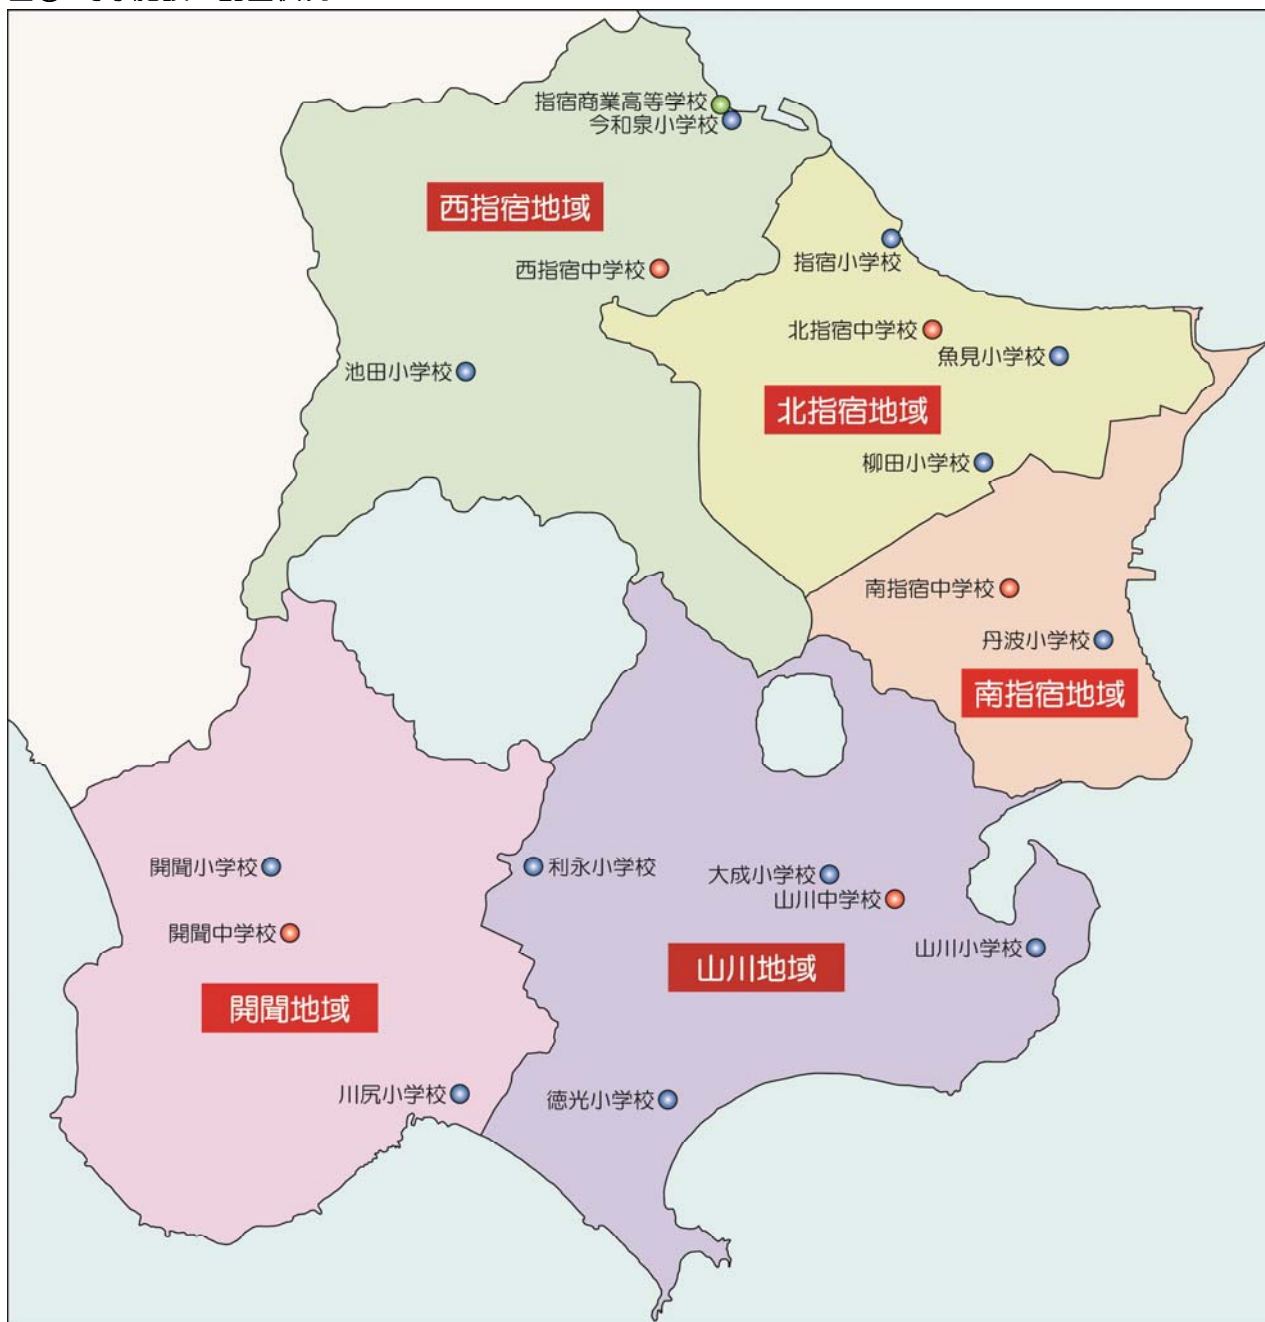 指宿商業高等学校
今和泉小学校
西指宿地域
指宿小学校
西指宿中学校
北指宿中学校
魚見小学校
池田小学校
北指宿地域
柳田小学校
南指宿中学校
丹波小学校
南指宿地域
開聞小学校
利永小学校
大成小学校
山川中学校
開聞中学校
山川小学校
山川地域
開聞地域
川尻小学校
徳光小学校